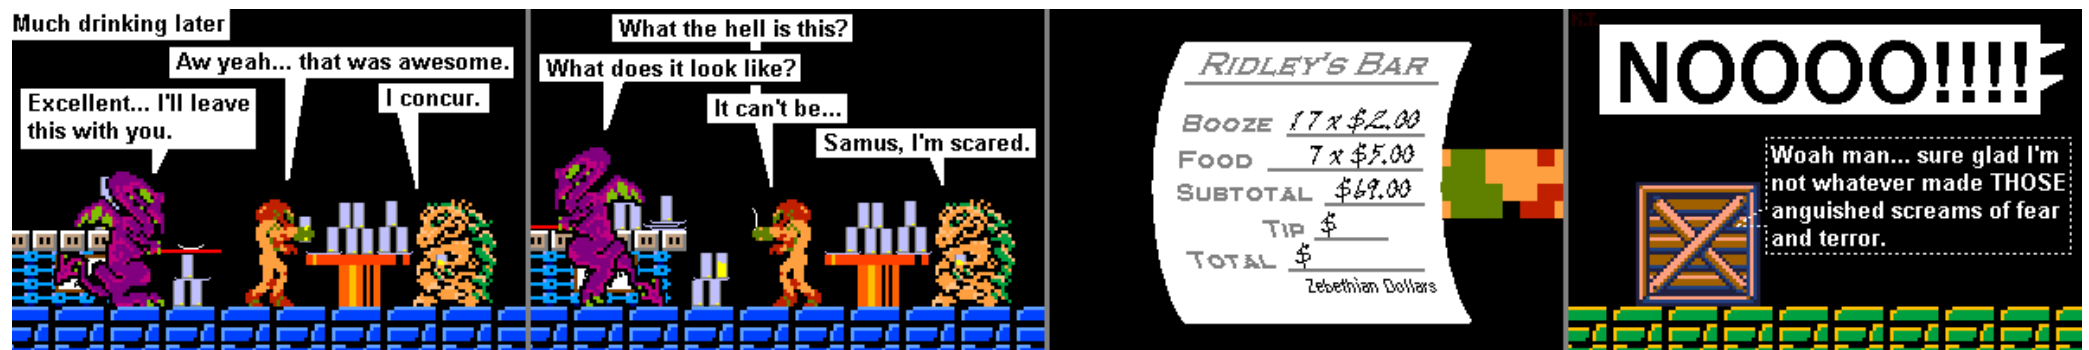 Much drinking later
Aw yeah... that was awesome.
I concur.
Excellent... I'll leave
this with you.
What the hell is this?
What does it look like?
It can't be...
Samus, I'm scared.
RIDLEY'S BAR
BOOZE 17 x $2.00
FOOD 7 x $5.00
SUBTOTAL $69.00
TIP $
TOTAL $
Zebethian Dollars
NOOOO!!!!
Woah man... sure glad I'm
not whatever made THOSE
anguished screams of fear
and terror.